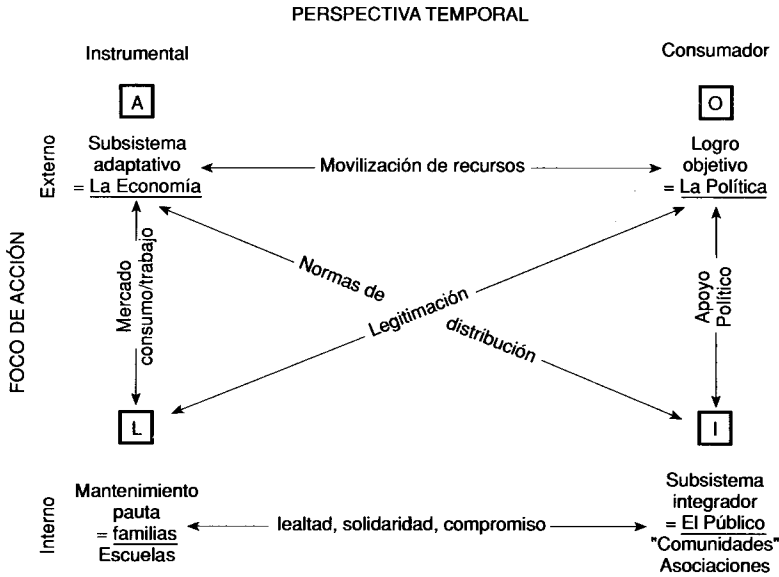 PERSPECTIVA TEMPORAL
Instrumental
Consumador
A
O
Externo
Subsistema
adaptativo
= La Economía
Movilización de recursos
Logro
objetivo
= La Política
FOCO DE ACCIÓN
Mercado
consumo/trabajo
Normas de
distribución
Legitimación
Apoyo
Político
L
I
Interno
Mantenimiento
pauta
= familias
Escuelas
lealtad, solidaridad, compromiso
Subsistema
integrador
= El Público
"Comunidades"
Asociaciones